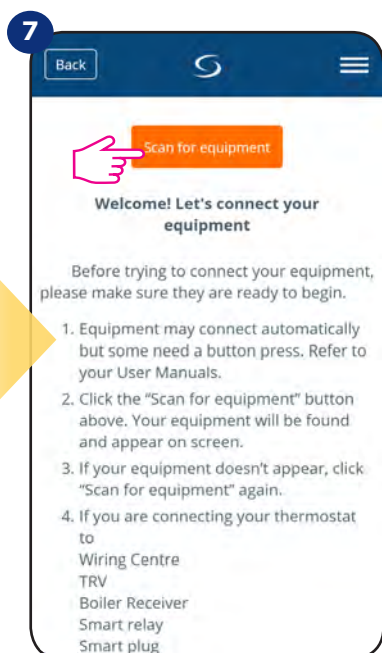 7
Back
Scan for equipment
Welcome! Let's connect your
equipment
Before trying to connect your equipment,
please make sure they are ready to begin.
1. Equipment may connect automatically
but some need a button press. Refer to
your User Manuals.
2. Click the “Scan for equipment” button
above. Your equipment will be found
and appear on screen.
3. If your equipment doesn’t appear, click
“Scan for equipment” again.
4. If you are connecting your thermostat
to
Wiring Centre
TRV
Boiler Receiver
Smart relay
Smart plug